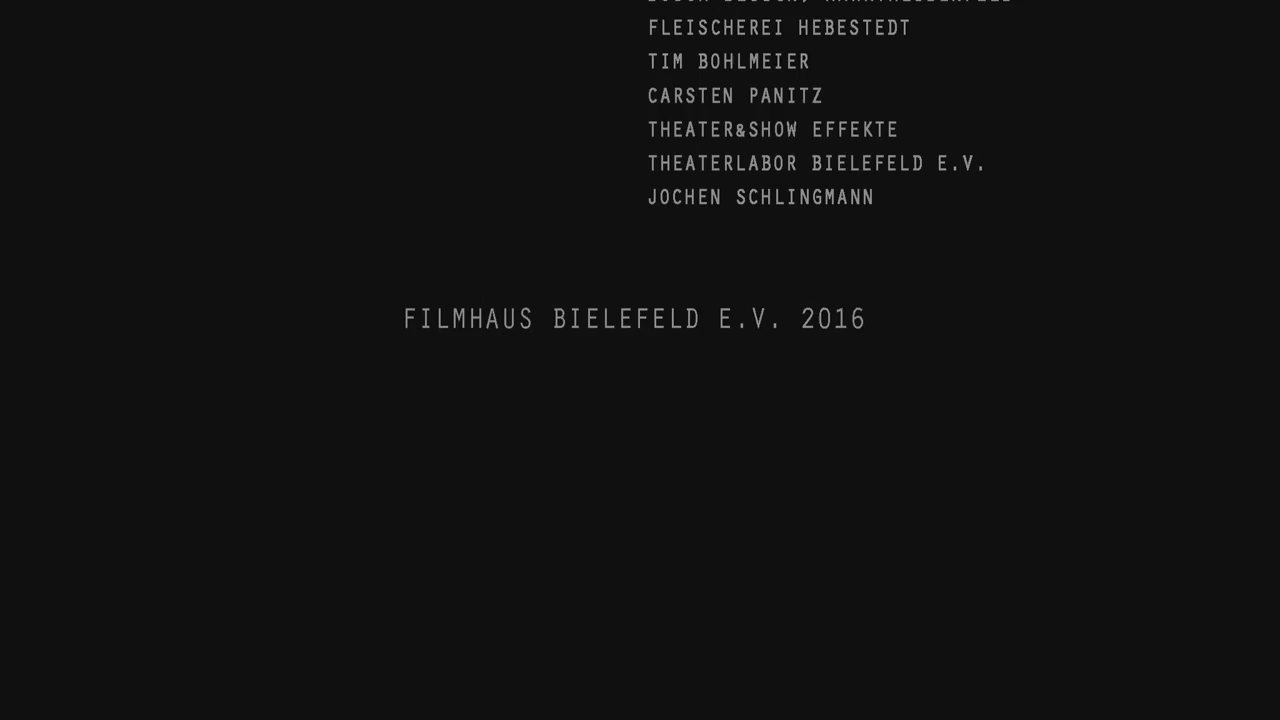 FLEISCHEREI HEBESTEDT
TIM BOHLMEIER
CARSTEN PANITZ
THEATER&SHOW EFFEKTE
THEATERLABOR BIELEFELD E.V.
JOCHEN SCHLINGMANN
FILMHAUS BIELEFELD E.V. 2016